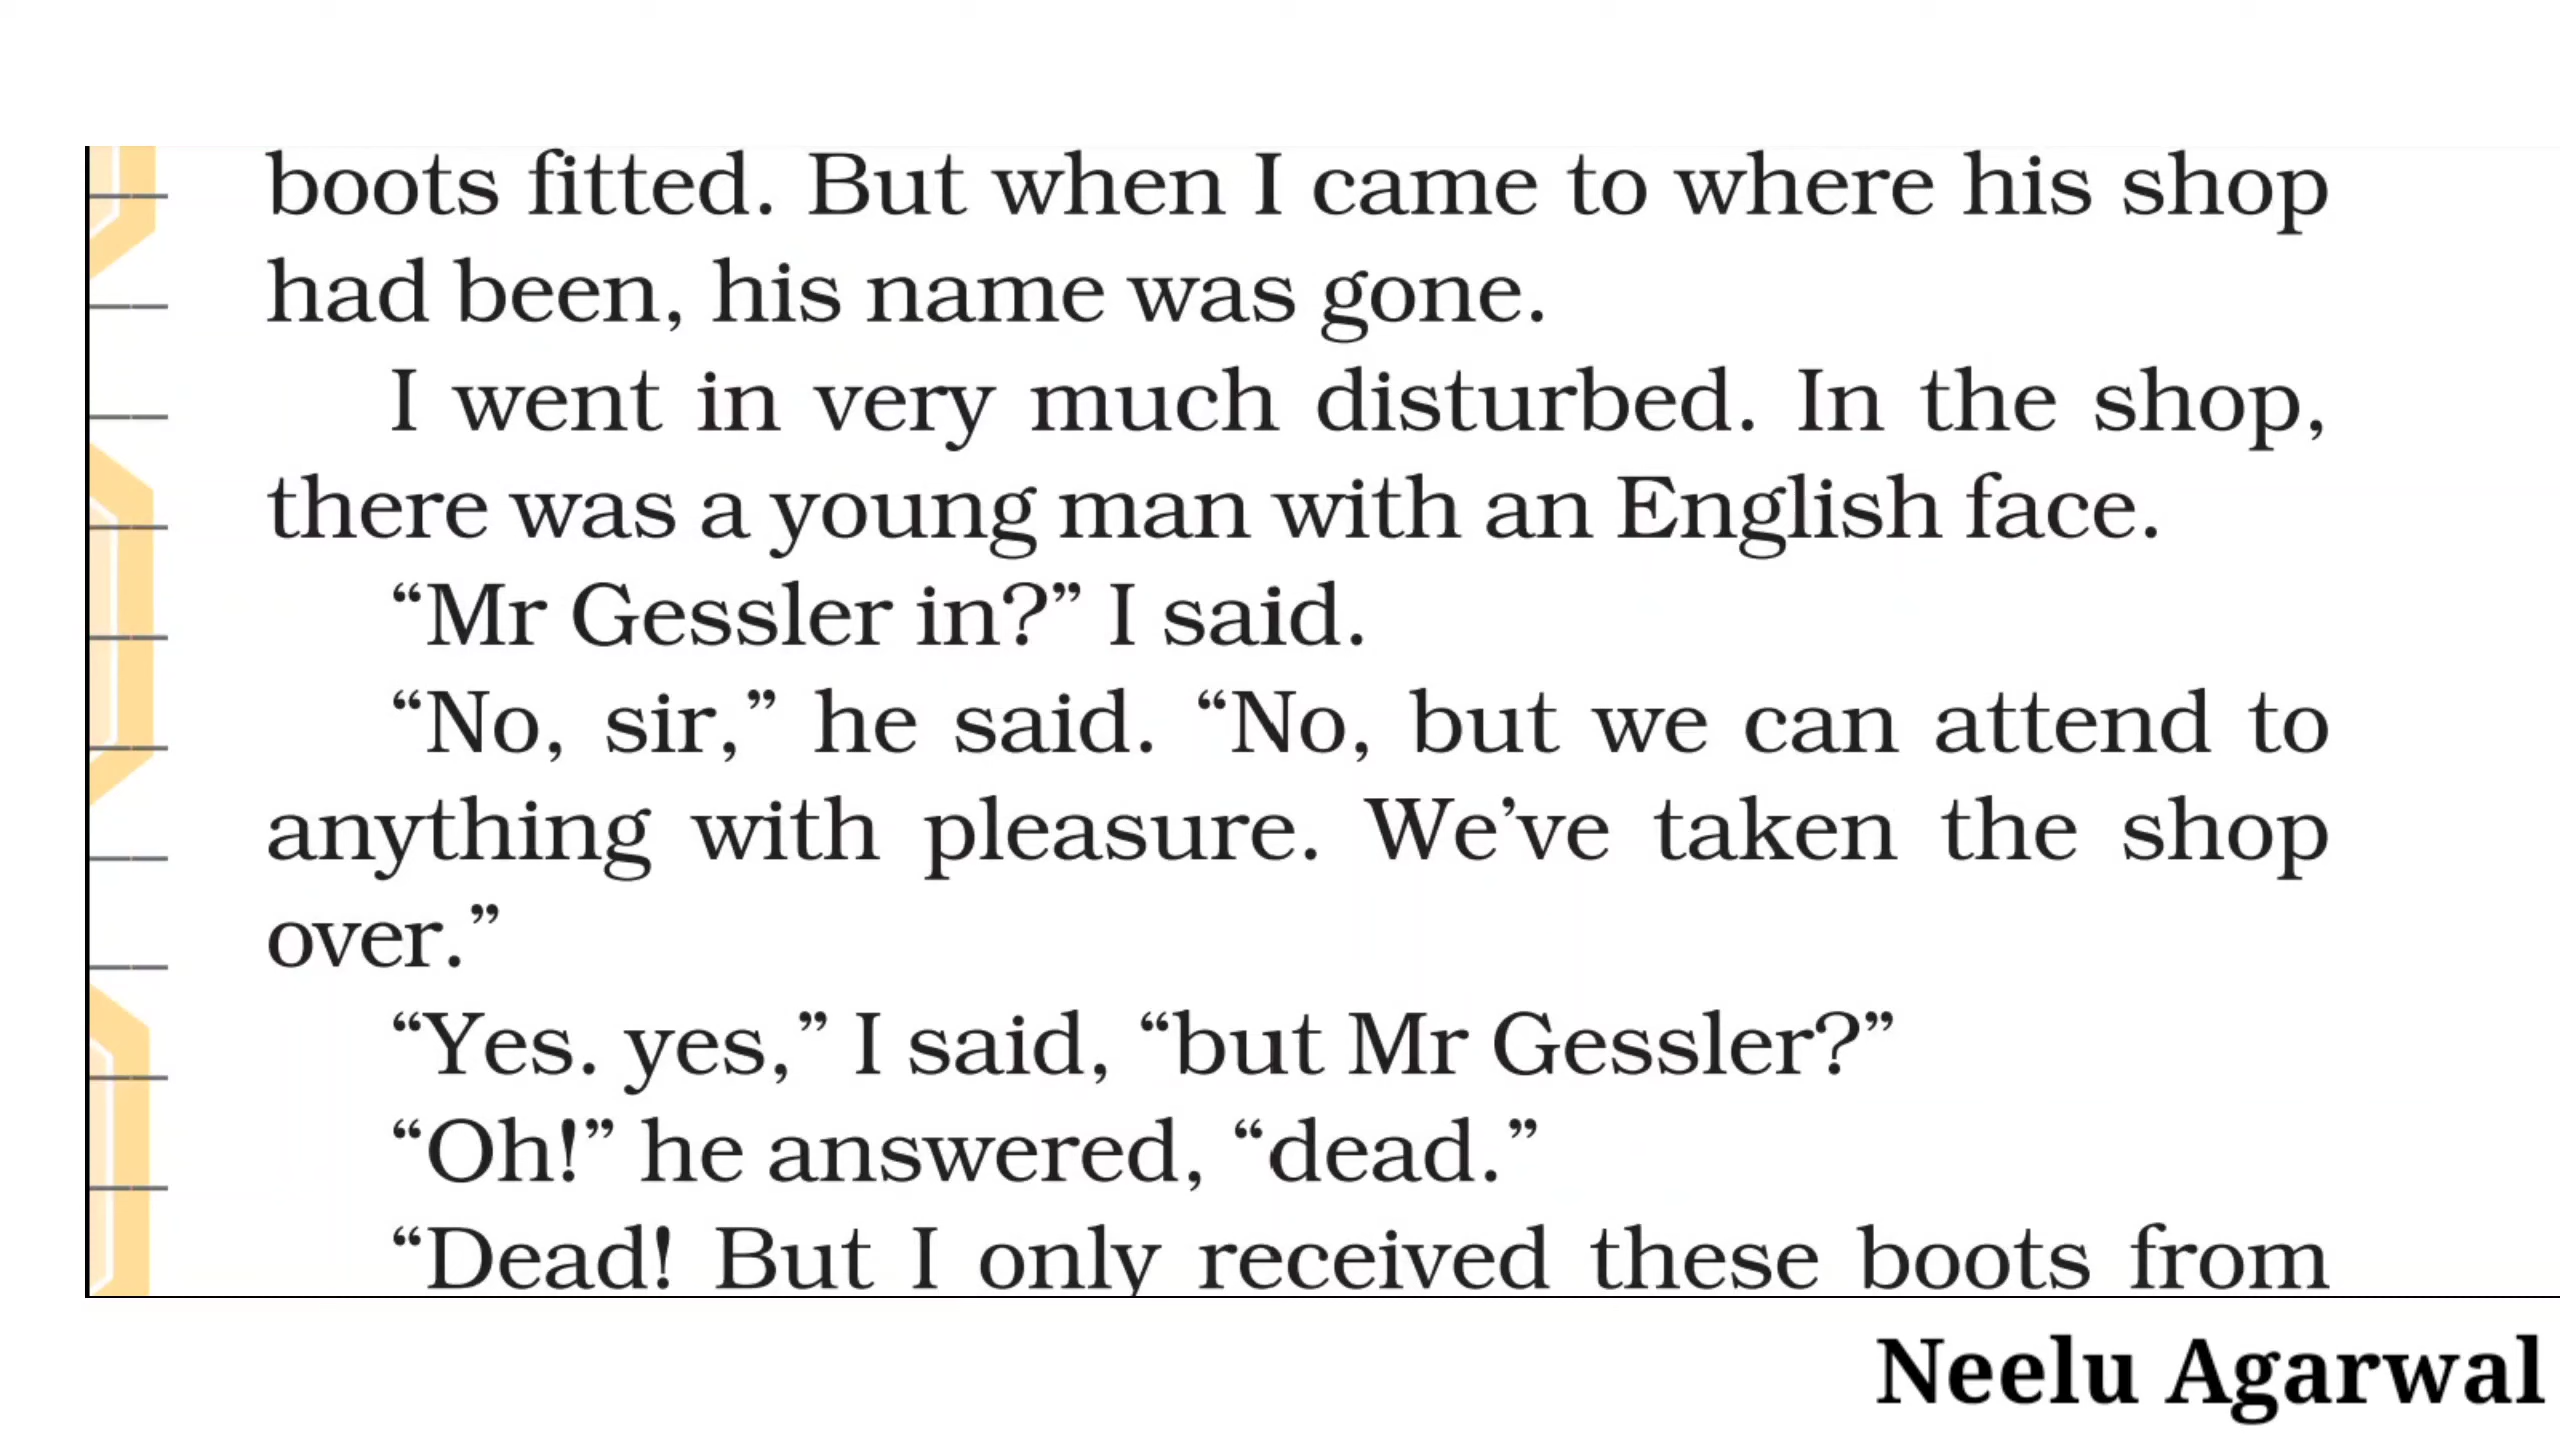 boots fitted. But when I came to where his shop
had been, his name was gone.
I went in very much disturbed. In the shop,
there was a young man with an English face.
“Mr Gessler in?” I said.
“No, sir,” he said. “No, but we can attend to
anything with pleasure. We’ve taken the shop
over.”
“Yes. yes,” I said, “but Mr Gessler?”
“Oh!” he answered, “dead.”
“Dead! But I only received these boots from
Neelu Agarwal